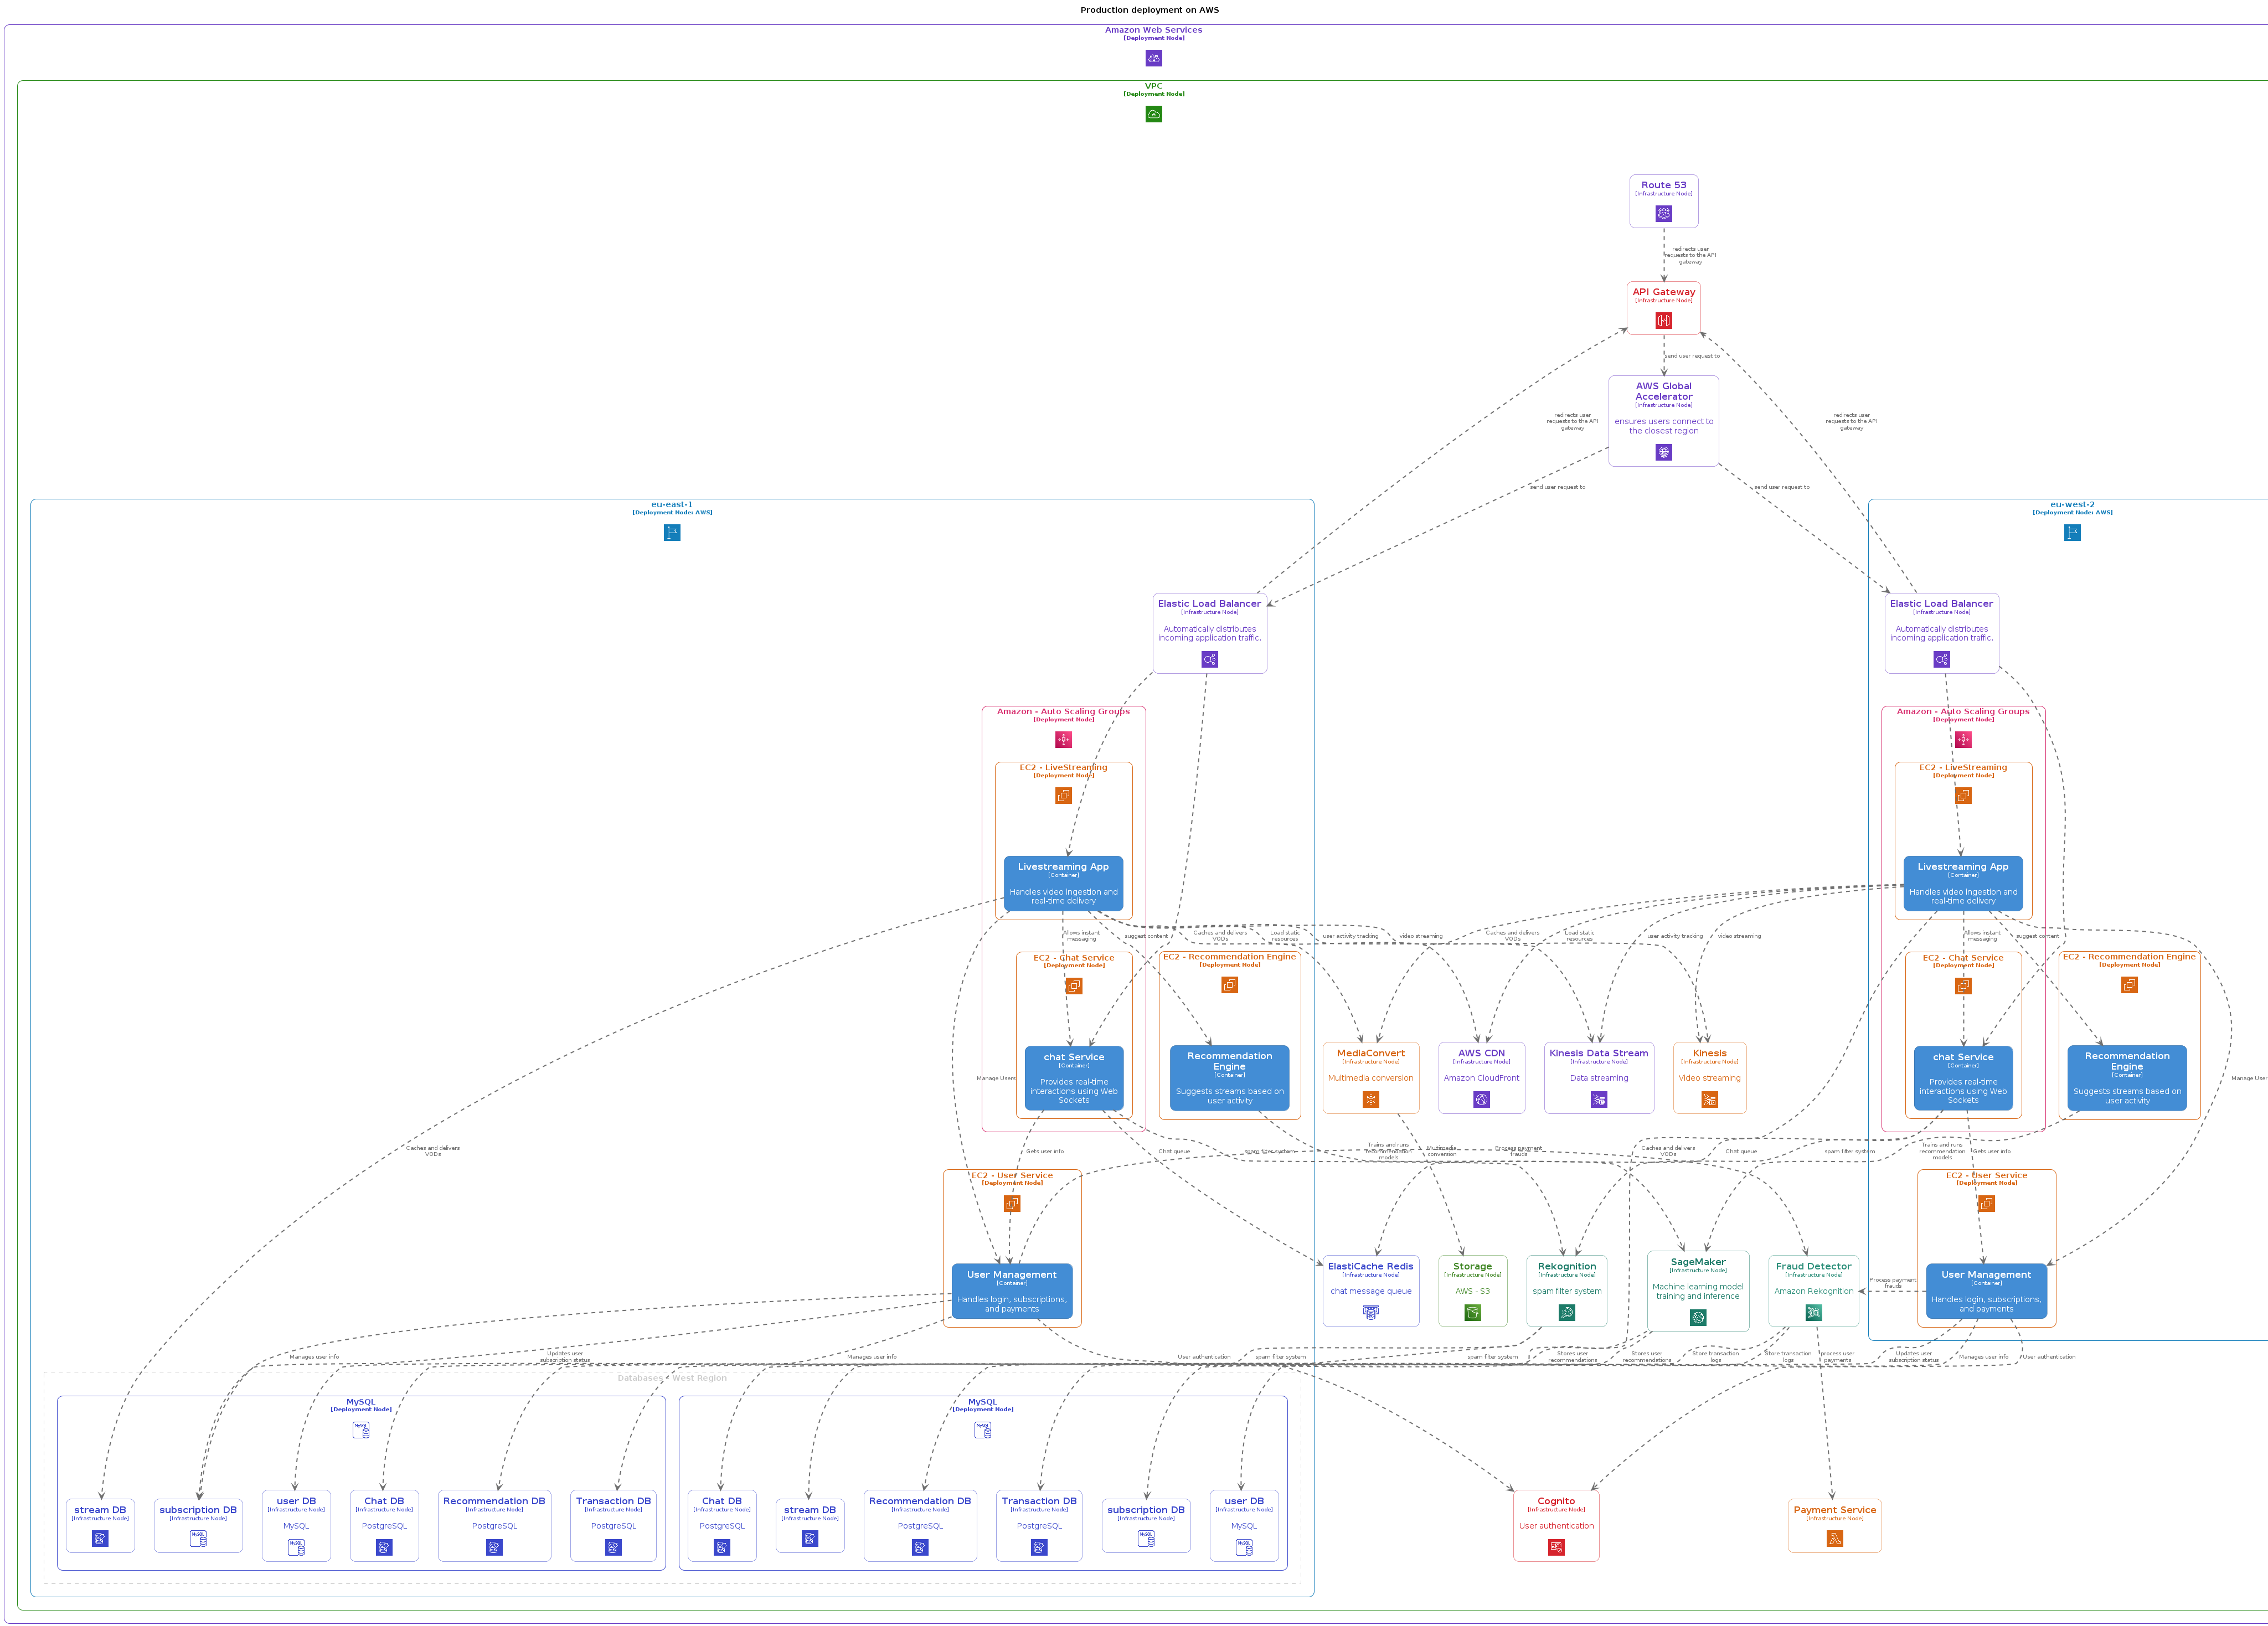 Production deployment on AWS
Amazon Web Services
[Deployment Node]
VPC
[Deployment Node]
Route 53
[Infrastructure Node]
redirects user
requests to the API
gateway
API Gateway
[Infrastructure Node]
send user request to
AWS Global
Accelerator
[Infrastructure Node]
ensures users connect to
the closest region
redirects user
requests to the API
gateway
redirects user
requests to the API
gateway
send user request to
send user request to
eu-east-1
[Deployment Node: AWS]
eu-west-2
[Deployment Node: AWS]
Elastic Load Balancer
[Infrastructure Node]
Automatically distributes
incoming application traffic.
Elastic Load Balancer
[Infrastructure Node]
Automatically distributes
incoming application traffic.
Amazon - Auto Scaling Groups
[Deployment Node]
Amazon - Auto Scaling Groups
[Deployment Node]
EC2 - LiveStreaming
[Deployment Node]
EC2 - LiveStreaming
[Deployment Node]
Livestreaming App
[Container]
Handles video ingestion and
real-time delivery
Livestreaming App
[Container]
Handles video ingestion and
real-time delivery
Allows instant
messaging
suggest content
Caches and delivers
VODs
Load static
resources
user activity tracking
video streaming
Caches and delivers
VODs
Load static
resources
user activity tracking
video streaming
Allows instant
messaging
suggest content
EC2 - Chat Service
[Deployment Node]
EC2 - Recommendation Engine
[Deployment Node]
EC2 - Chat Service
[Deployment Node]
EC2 - Recommendation Engine
[Deployment Node]
chat Service
[Container]
Provides real-time
interactions using Web
Sockets
Recommendation
Engine
[Container]
Suggests streams based on
user activity
MediaConvert
[Infrastructure Node]
Multimedia conversion
AWS CDN
[Infrastructure Node]
Amazon CloudFront
Kinesis Data Stream
[Infrastructure Node]
Data streaming
Kinesis
[Infrastructure Node]
Video streaming
chat Service
[Container]
Provides real-time
interactions using Web
Sockets
Recommendation
Engine
[Container]
Suggests streams based on
user activity
Manage Users
Manage User
Caches and delivers
VODs
Gets user info
Chat queue
spam filter system
Trains and runs
recommendation
models
Multimedia
conversion
Process payment
frauds
Caches and delivers
VODs
Chat queue
spam filter system
Trains and runs
recommendation
models
Gets user info
EC2 - User Service
[Deployment Node]
EC2 - User Service
[Deployment Node]
User Management
[Container]
Handles login, subscriptions,
and payments
ElastiCache Redis
[Infrastructure Node]
chat message queue
Storage
[Infrastructure Node]
AWS - S3
Rekognition
[Infrastructure Node]
spam filter system
SageMaker
[Infrastructure Node]
Machine learning model
training and inference
Fraud Detector
[Infrastructure Node]
Amazon Rekognition
Process payment
frauds
User Management
[Container]
Handles login, subscriptions,
and payments
Manages user info
Updates user
subscription status
Manages user info
User authentication
spam filter system
spam filter system
Stores user
recommendations
Stores user
recommendations
Store transaction
logs
Store transaction
logs
process user
payments
Updates user
subscription status
Manages user info
User authentication
Databases - West Region
MySQL
[Deployment Node]
MySQL
[Deployment Node]
stream DB
[Infrastructure Node]
subscription DB
[Infrastructure Node]
user DB
[Infrastructure Node]
MySQL
Chat DB
[Infrastructure Node]
PostgreSQL
Recommendation DB
[Infrastructure Node]
PostgreSQL
Transaction DB
[Infrastructure Node]
PostgreSQL
Chat DB
[Infrastructure Node]
PostgreSQL
stream DB
[Infrastructure Node]
Recommendation DB
[Infrastructure Node]
PostgreSQL
Transaction DB
[Infrastructure Node]
PostgreSQL
subscription DB
[Infrastructure Node]
user DB
[Infrastructure Node]
MySQL
Cognito
[Infrastructure Node]
User authentication
Payment Service
[Infrastructure Node]